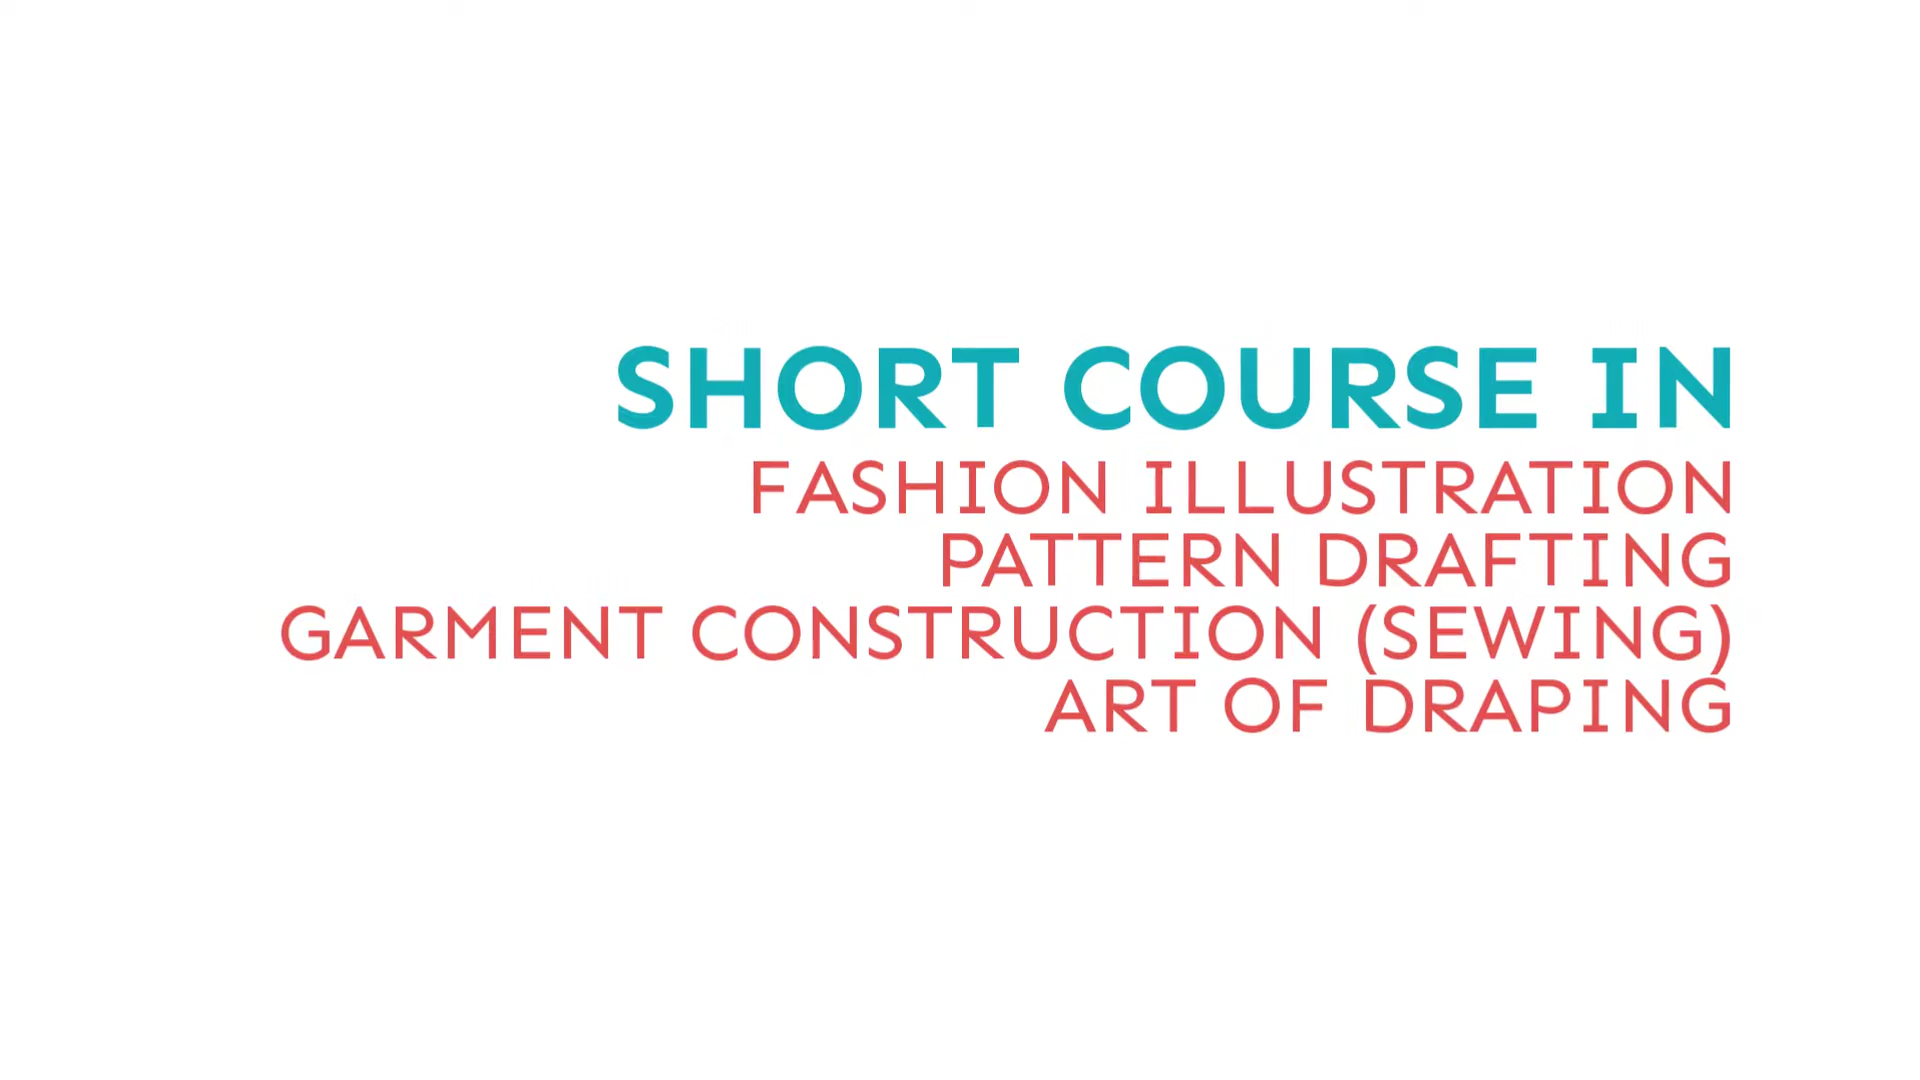 SHORT COURSE IN
FASHION ILLUSTRATION
PATTERN DRAFTING
GARMENT CONSTRUCTION (SEWING)
ART OF DRAPING